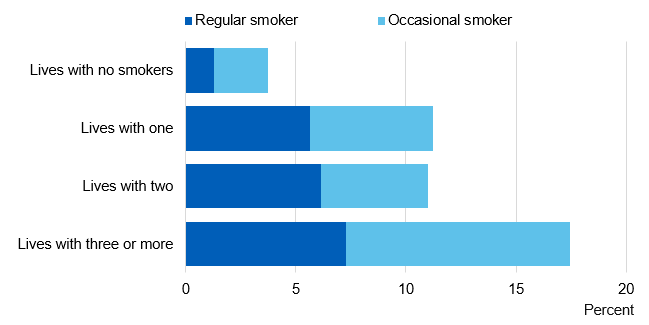 Regular smoker Occasional smoker
Lives with no smokers
Lives with one
Lives with two
Lives with three or more
0 5 10 15 20
Percent